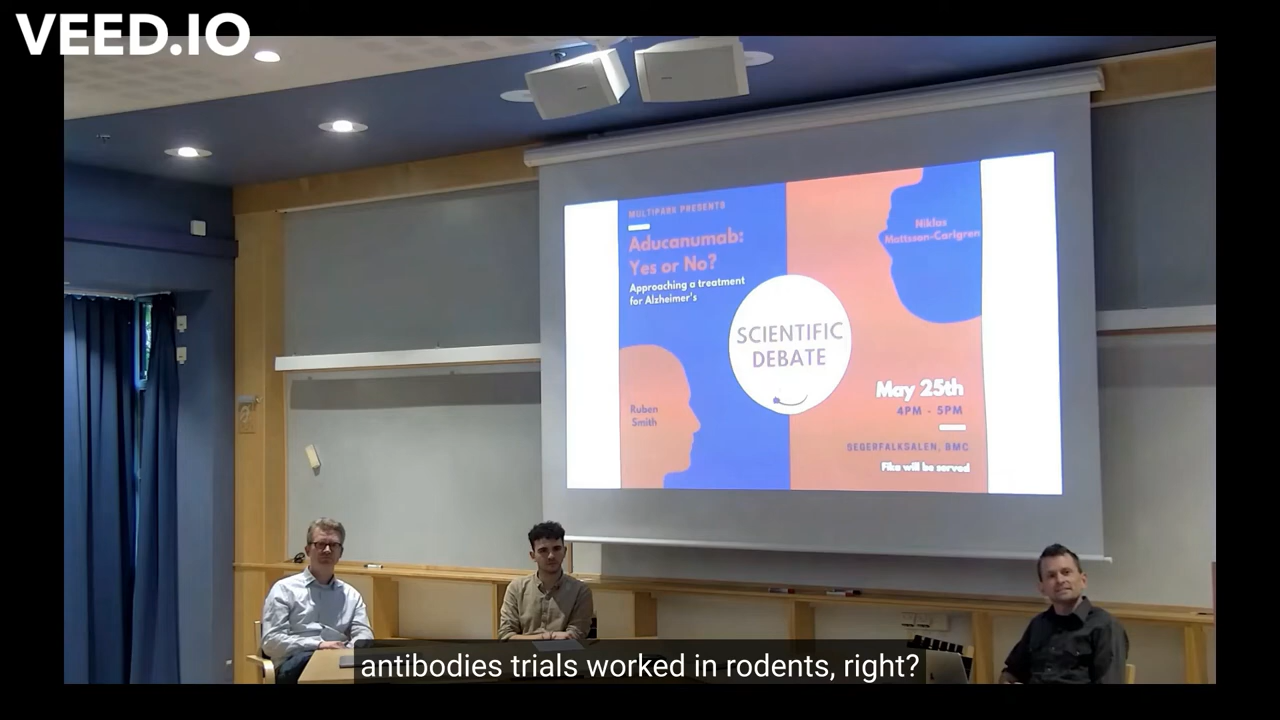 VEED.IO
MULTIPARK PRESENTS
Aducanumab:
Yes or No?
Approaching a treatment
for Alzheimer's
Niklas
Mattsson-Carlgren
SCIENTIFIC
DEBATE
Ruben
Smith
May 25th
4PM - 5PM
SEGERFALKSALEN, BMC
Fika will be served
antibodies trials worked in rodents, right?